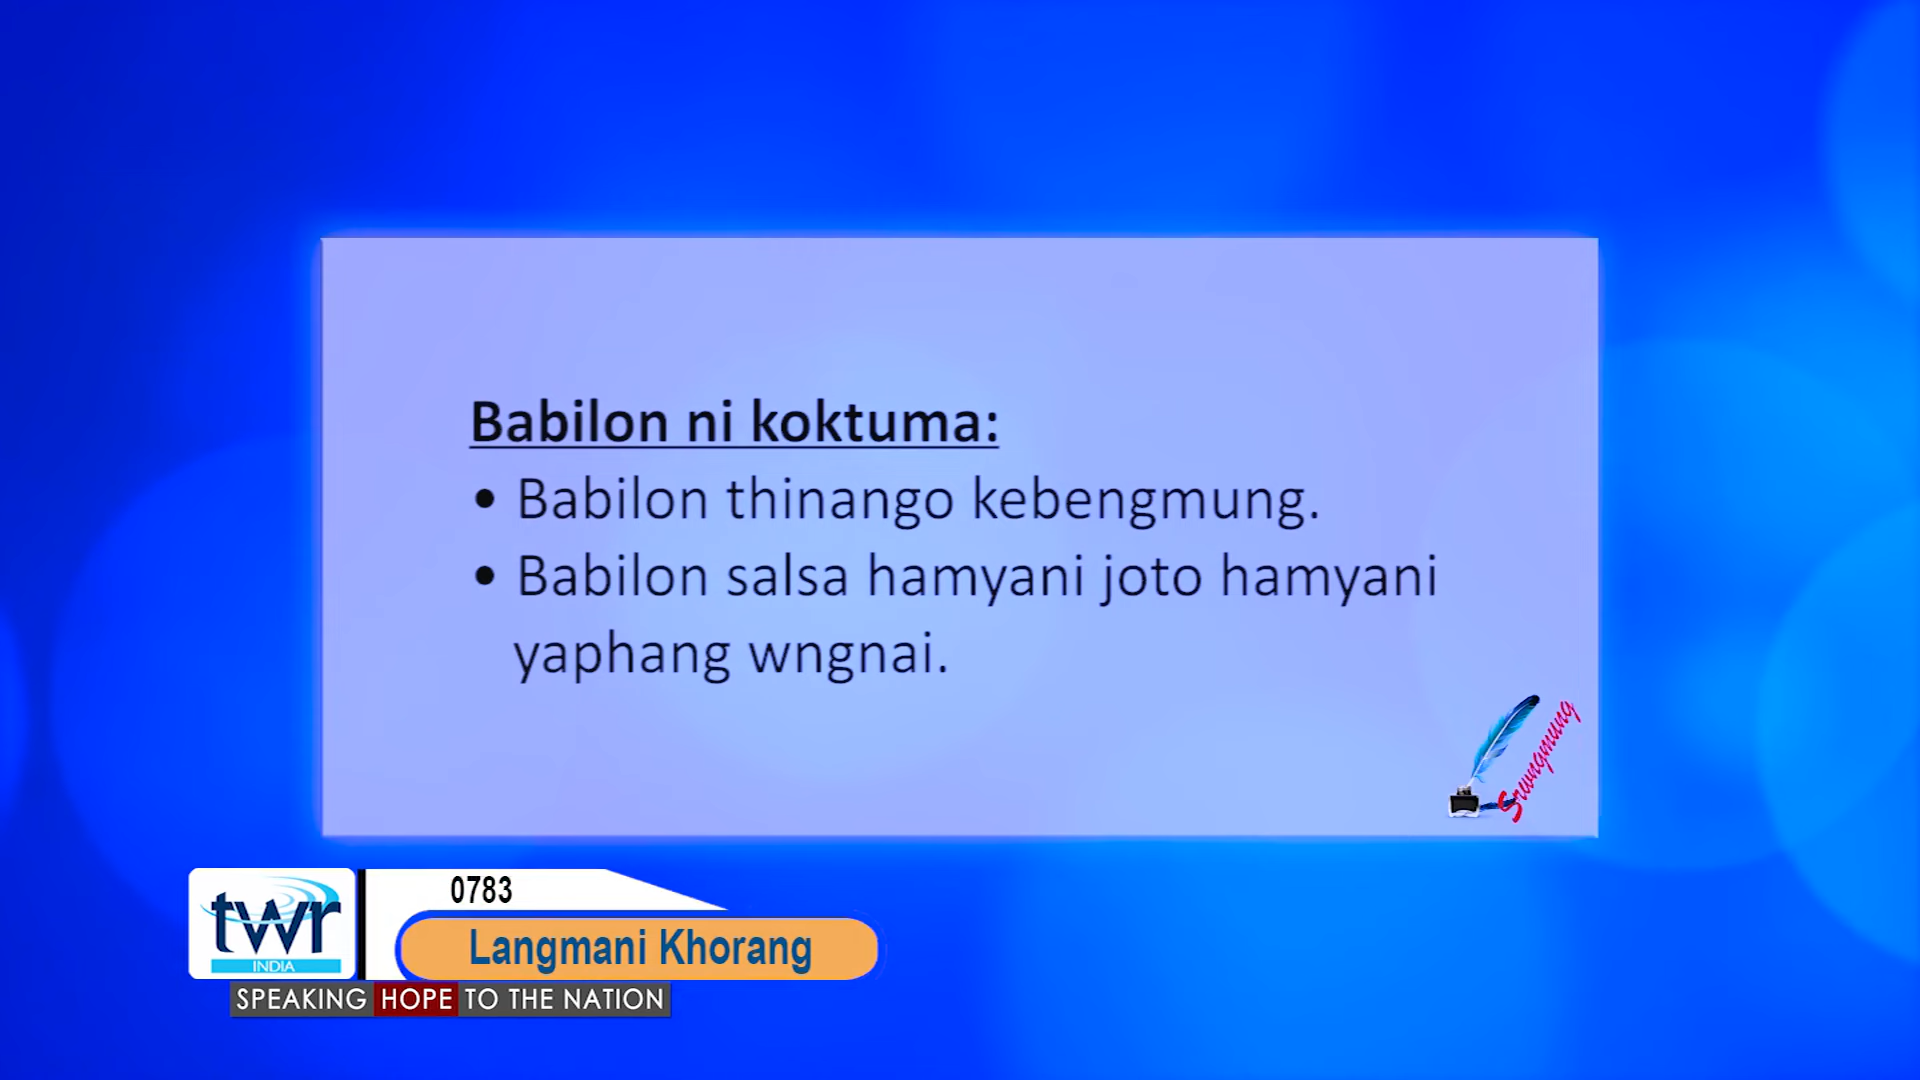 Babilon ni koktuma:
• Babilon thinango kebengmung.
• Babilon salsa hamyani joto hamyani
yaphang wngnai.
Srwngmung
0783
twr
INDIA
Langmani Khorang
SPEAKING HOPE TO THE NATION